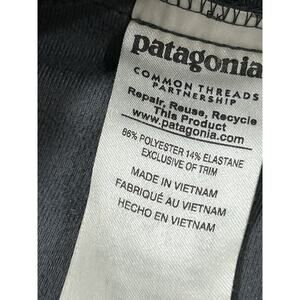 patagonia
COMMON THREADS
PARTNERSHIP
Repair, Reuse, Recycle
This Product
www.patagonia.com
86% POLYESTER 14% ELASTANE
EXCLUSIVE OF TRIM
MADE IN VIETNAM
FABRIQUÉ AU VIETNAM
HECHO EN VIETNAM